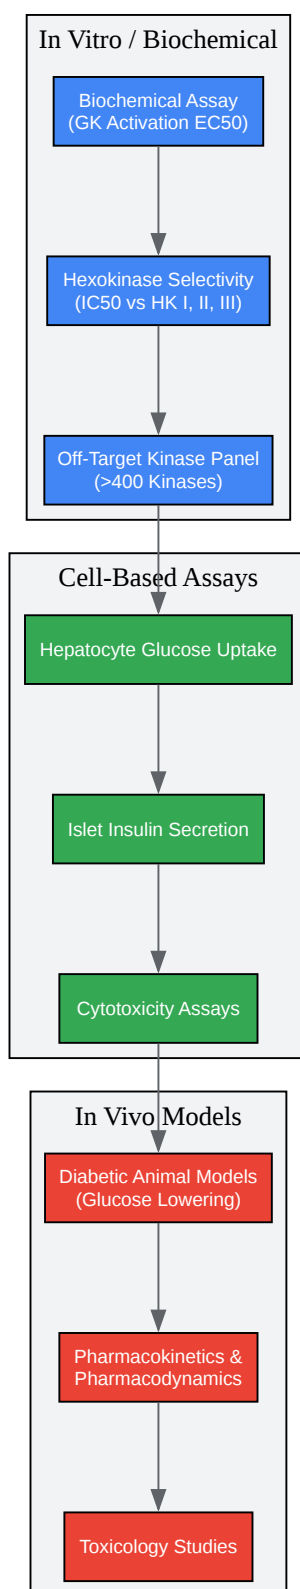 In Vitro / Biochemical
Biochemical Assay
(GK Activation EC50)
Hexokinase Selectivity
(IC50 vs HK I, II, III)
Off-Target Kinase Panel
(>400 Kinases)
Cell-Based Assays
Hepatocyte Glucose Uptake
Islet Insulin Secretion
Cytotoxicity Assays
In Vivo Models
Diabetic Animal Models
(Glucose Lowering)
Pharmacokinetics &
Pharmacodynamics
Toxicology Studies